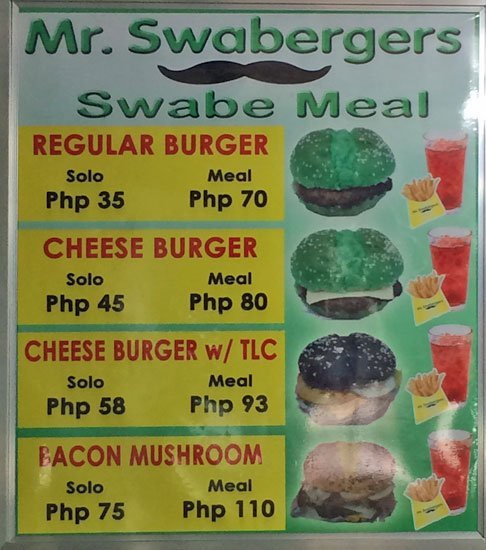 Mr. Swabergers
Swabe Meal
REGULAR BURGER
Solo Meal
Php 35 Php 70
CHEESE BURGER
Solo Meal
Php 45 Php 80
CHEESE BURGER w/ TLC
Solo Meal
Php 58 Php 93
BACON MUSHROOM
Solo Meal
Php 75 Php 110